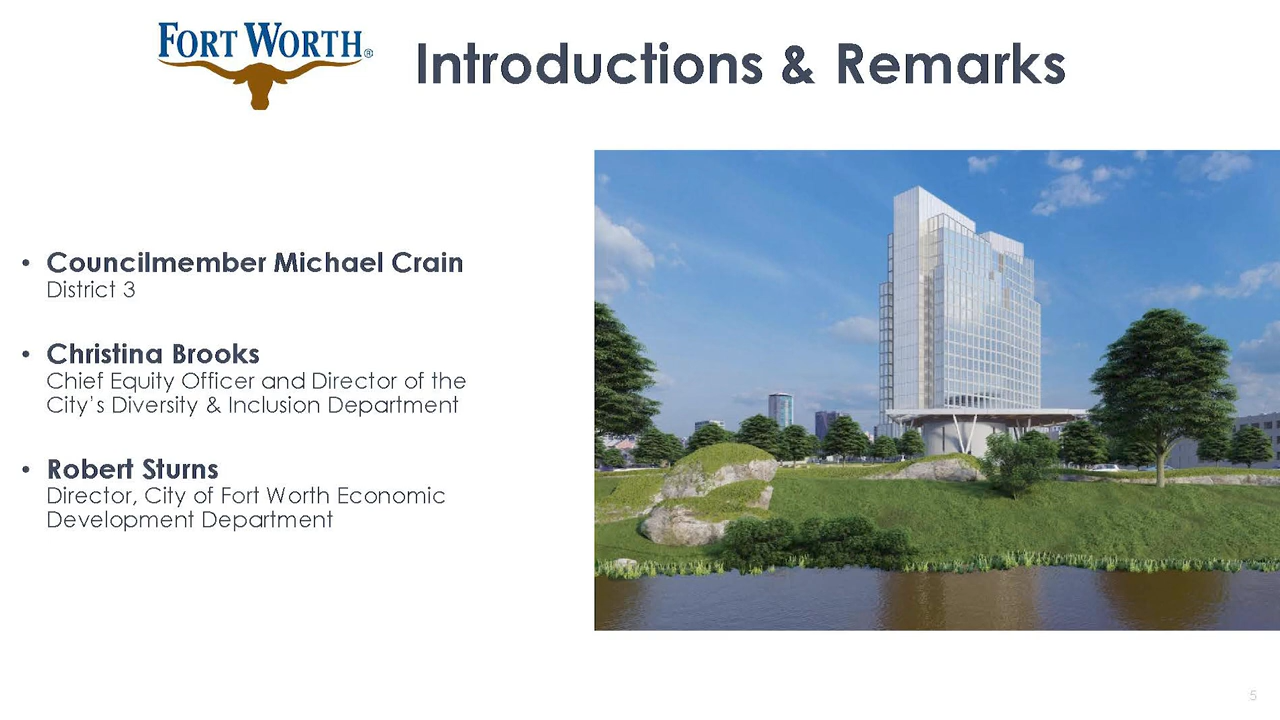 FORT WORTH®
Introductions & Remarks
• Councilmember Michael Crain
District 3
• Christina Brooks
Chief Equity Officer and Director of the
City’s Diversity & Inclusion Department
• Robert Sturns
Director, City of Fort Worth Economic
Development Department
5